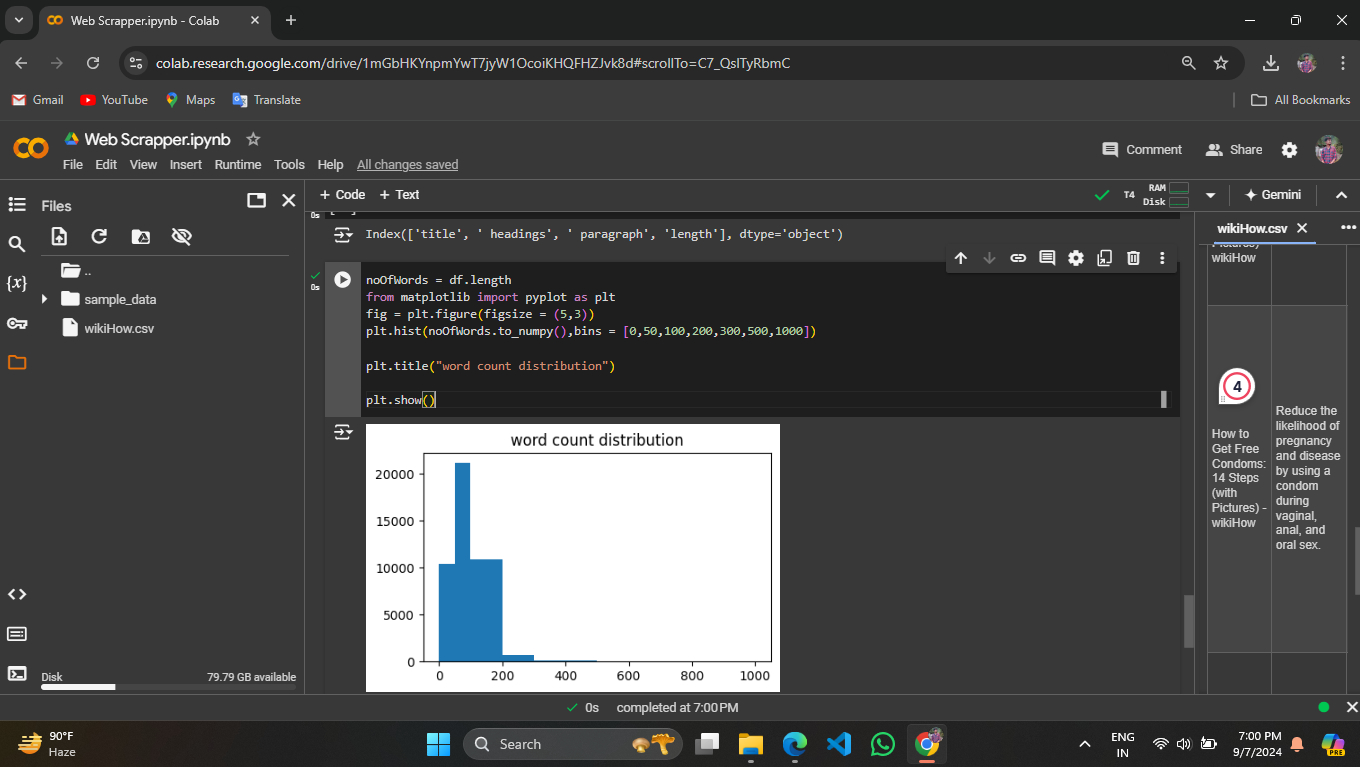 Web Scrapper.ipynb - Colab
colab.research.google.com/drive/1mGbHKYnpmYwT7jyW1OcoiKHQFHZJvk8d#scrollTo=C7_QsITyRbmC
Gmail
YouTube
Maps
Translate
All Bookmarks
Web Scrapper.ipynb
File Edit View Insert Runtime Tools Help All changes saved
Comment
Share
Files
+ Code + Text
T4
RAM
Disk
Gemini
..
sample_data
wikiHow.csv
Disk
79.79 GB available
0s
Index(['title', ' headings', ' paragraph', 'length'], dtype='object')
0s
noOfWords = df.length
from matplotlib import pyplot as plt
fig = plt.figure(figsize = (5,3))
plt.hist(noOfWords.to_numpy(),bins = [0,50,100,200,300,500,1000])
plt.title("word count distribution")
plt.show()
word count distribution
20000
15000
10000
5000
0
0 200 400 600 800 1000
wikiHow.csv
wikiHow
4
How to
Get Free
Condoms:
14 Steps
(with
Pictures) -
wikiHow
Reduce the
likelihood of
pregnancy
and disease
by using a
condom
during
vaginal,
anal, and
oral sex.
0s completed at 7:00 PM
90°F
Haze
Search
ENG
IN
7:00 PM
9/7/2024
PRE